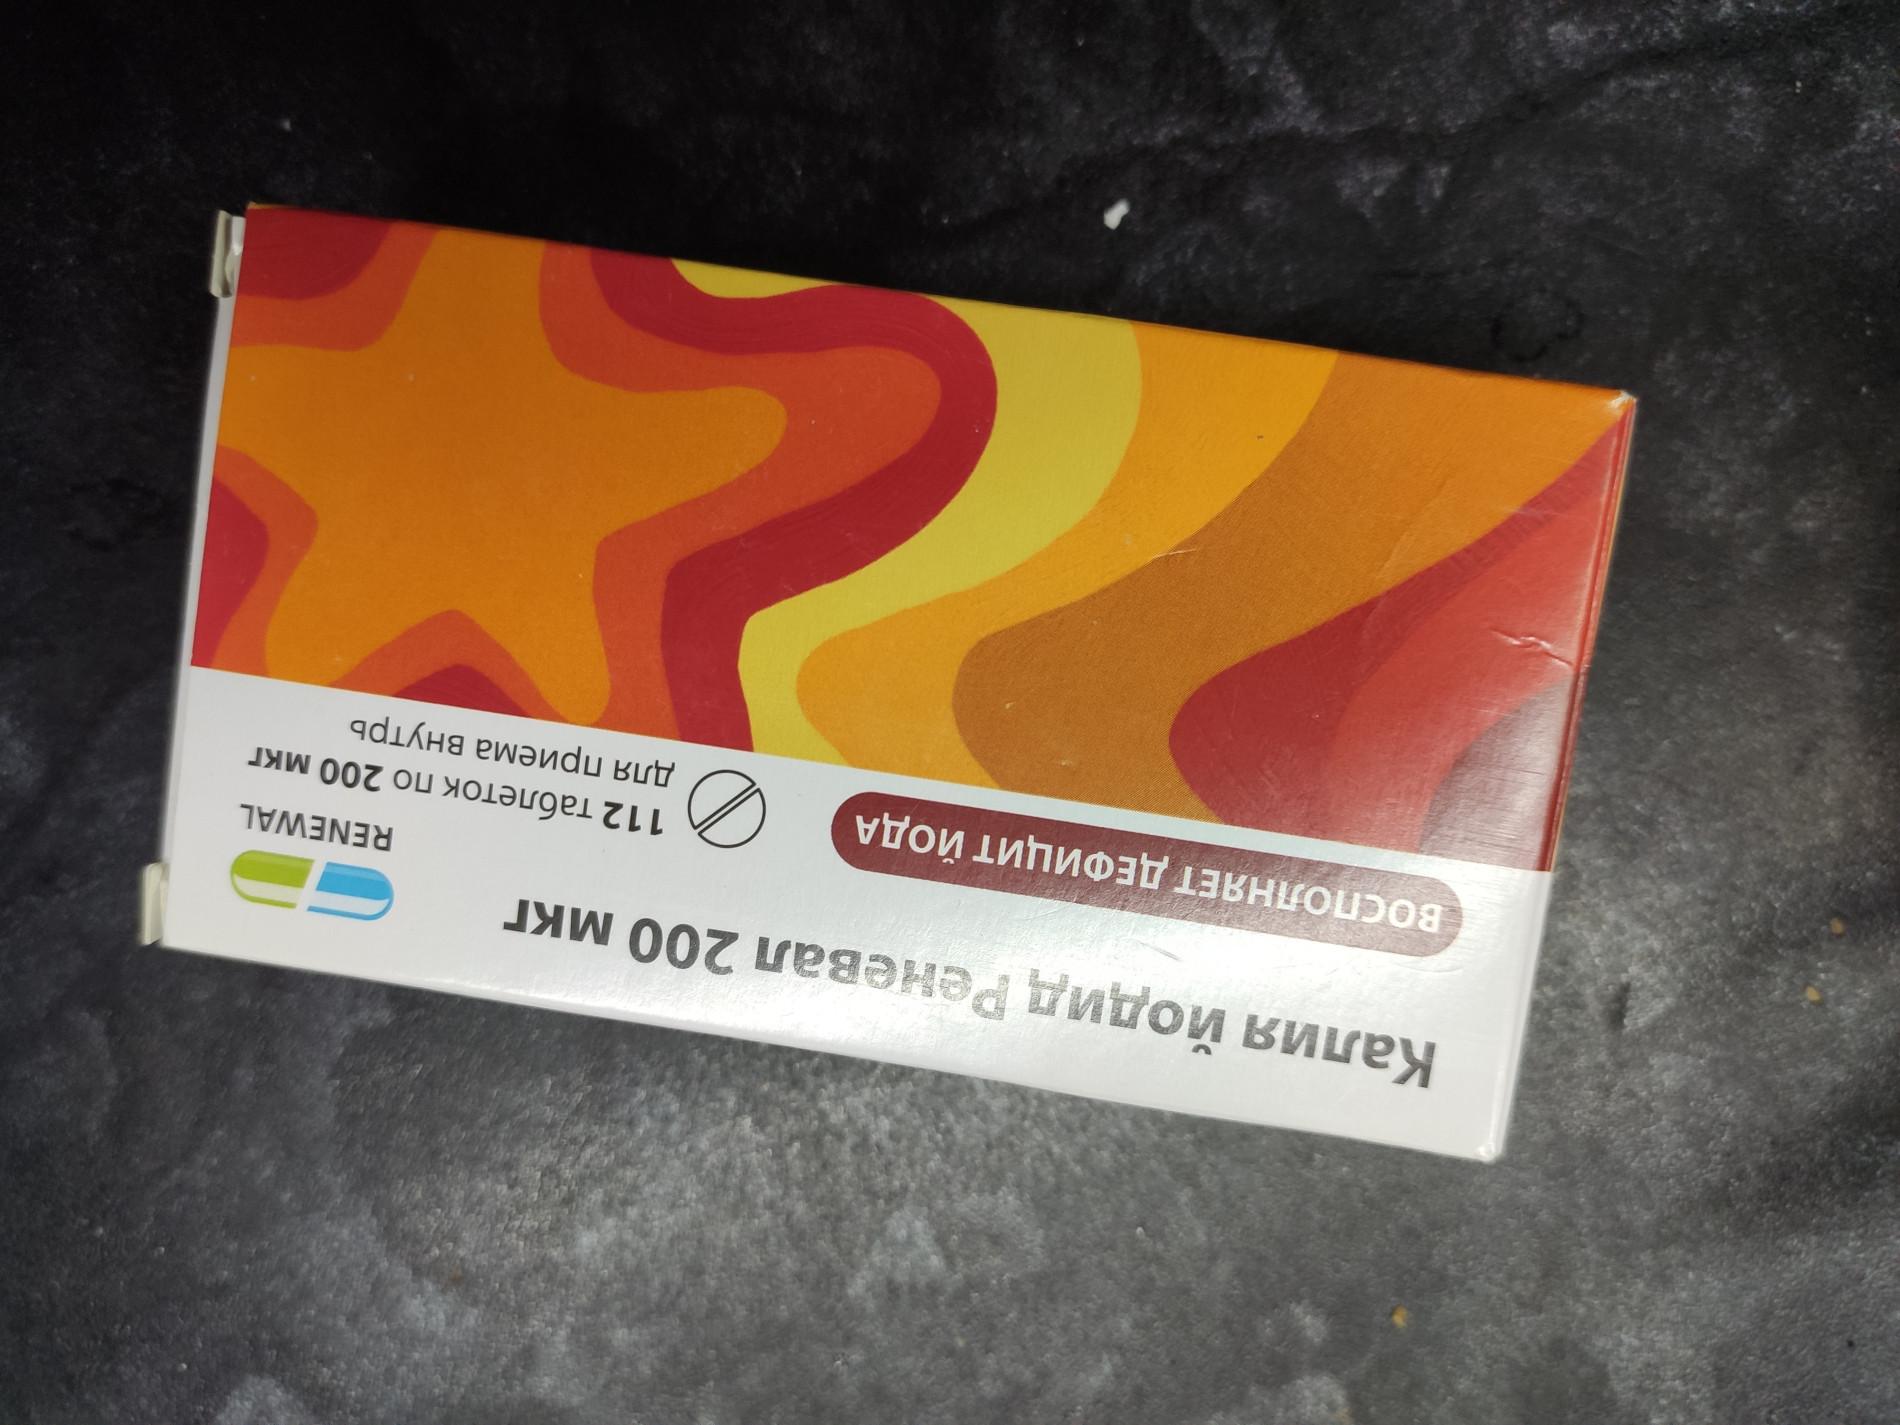 Калия йодид Реневал 200 мкг
ВОСПОЛНЯЕТ ДЕФИЦИТ ЙОДА
RENEWAL
112 таблеток по 200 мкг
для приема внутрь